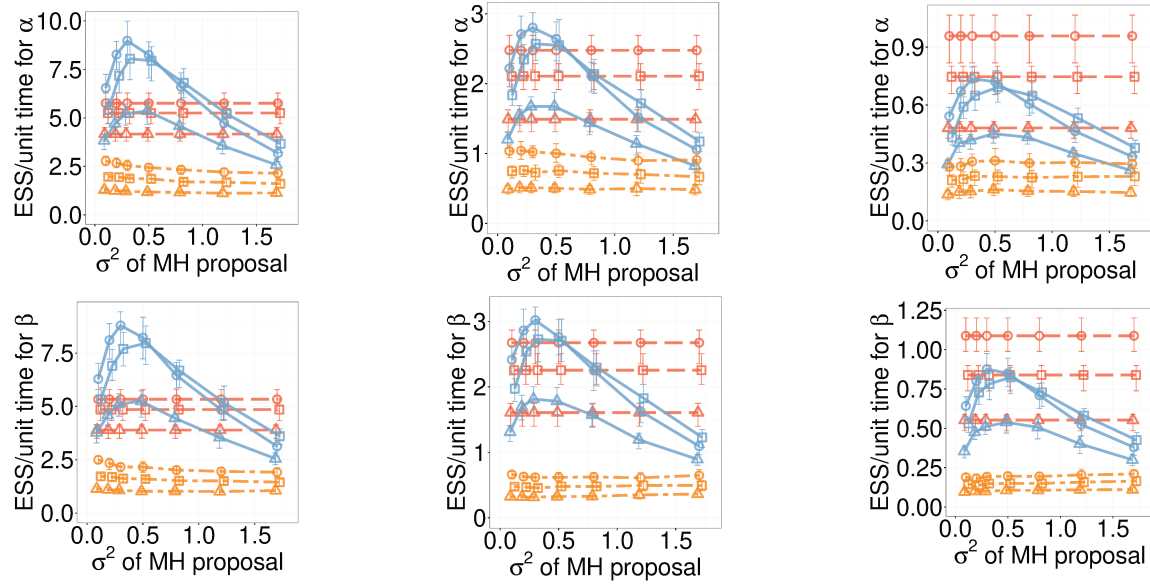 ESS/unit time for α
10.0
7.5
5.0
2.5
0.0
0.0 0.5 1.0 1.5
σ² of MH proposal
ESS/unit time for α
3
2
1
0
0.0 0.5 1.0 1.5
σ² of MH proposal
ESS/unit time for α
0.9
0.6
0.3
0.0
0.0 0.5 1.0 1.5
σ² of MH proposal
ESS/unit time for β
7.5
5.0
2.5
0.0
0.0 0.5 1.0 1.5
σ² of MH proposal
ESS/unit time for β
3
2
1
0
0.0 0.5 1.0 1.5
σ² of MH proposal
ESS/unit time for β
1.25
1.00
0.75
0.50
0.25
0.00
0.0 0.5 1.0 1.5
σ² of MH proposal